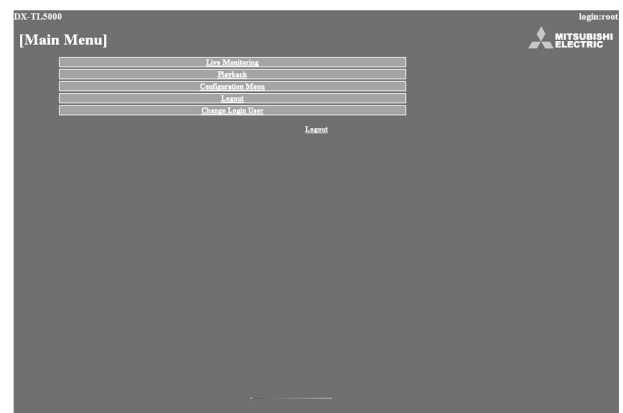 DX-TL5000
login:root
[Main Menu]
MITSUBISHI
ELECTRIC
Live Monitoring
Playback
Configuration Menu
Logout
Change Login User
Logout